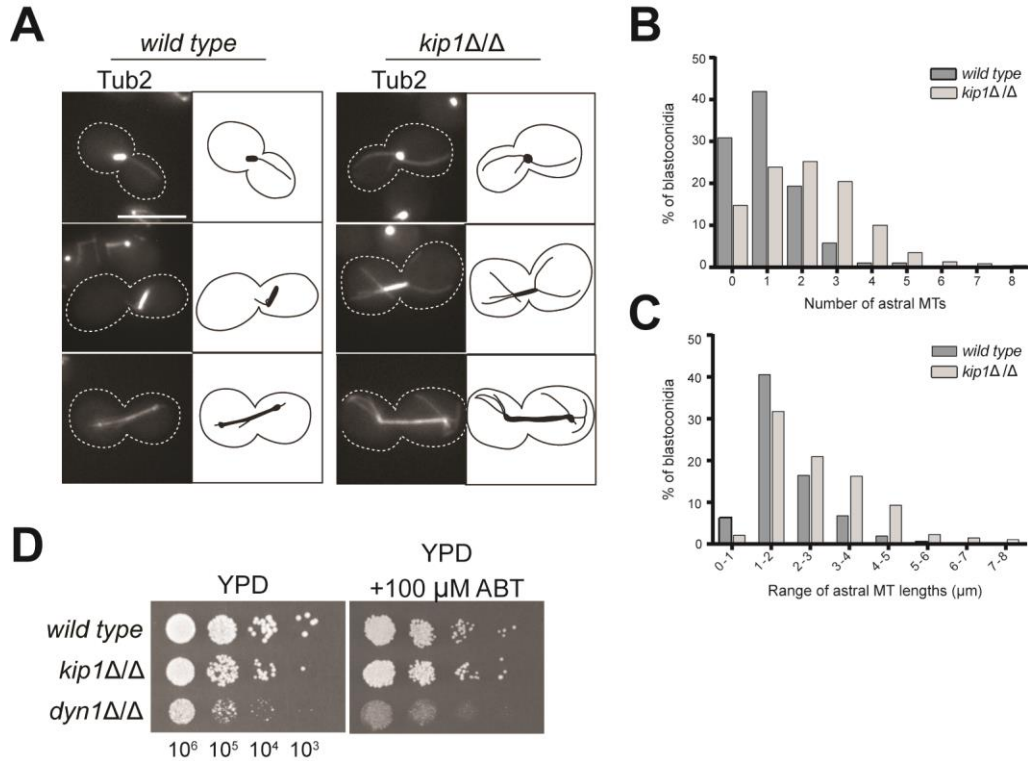 A
wild type
kip1Δ/Δ
Tub2
Tub2
B
50
40
30
20
10
0
% of blastoconidia
wild type
kip1Δ/Δ
0 1 2 3 4 5 6 7 8
Number of astral MTs
C
50
40
30
20
10
0
% of blastoconidia
wild type
kip1Δ/Δ
0-1 1-2 2-3 3-4 4-5 5-6 6-7 7-8
Range of astral MT lengths (µm)
D
YPD
YPD
+100 µM ABT
wild type
kip1Δ/Δ
dyn1Δ/Δ
10⁶ 10⁵ 10⁴ 10³